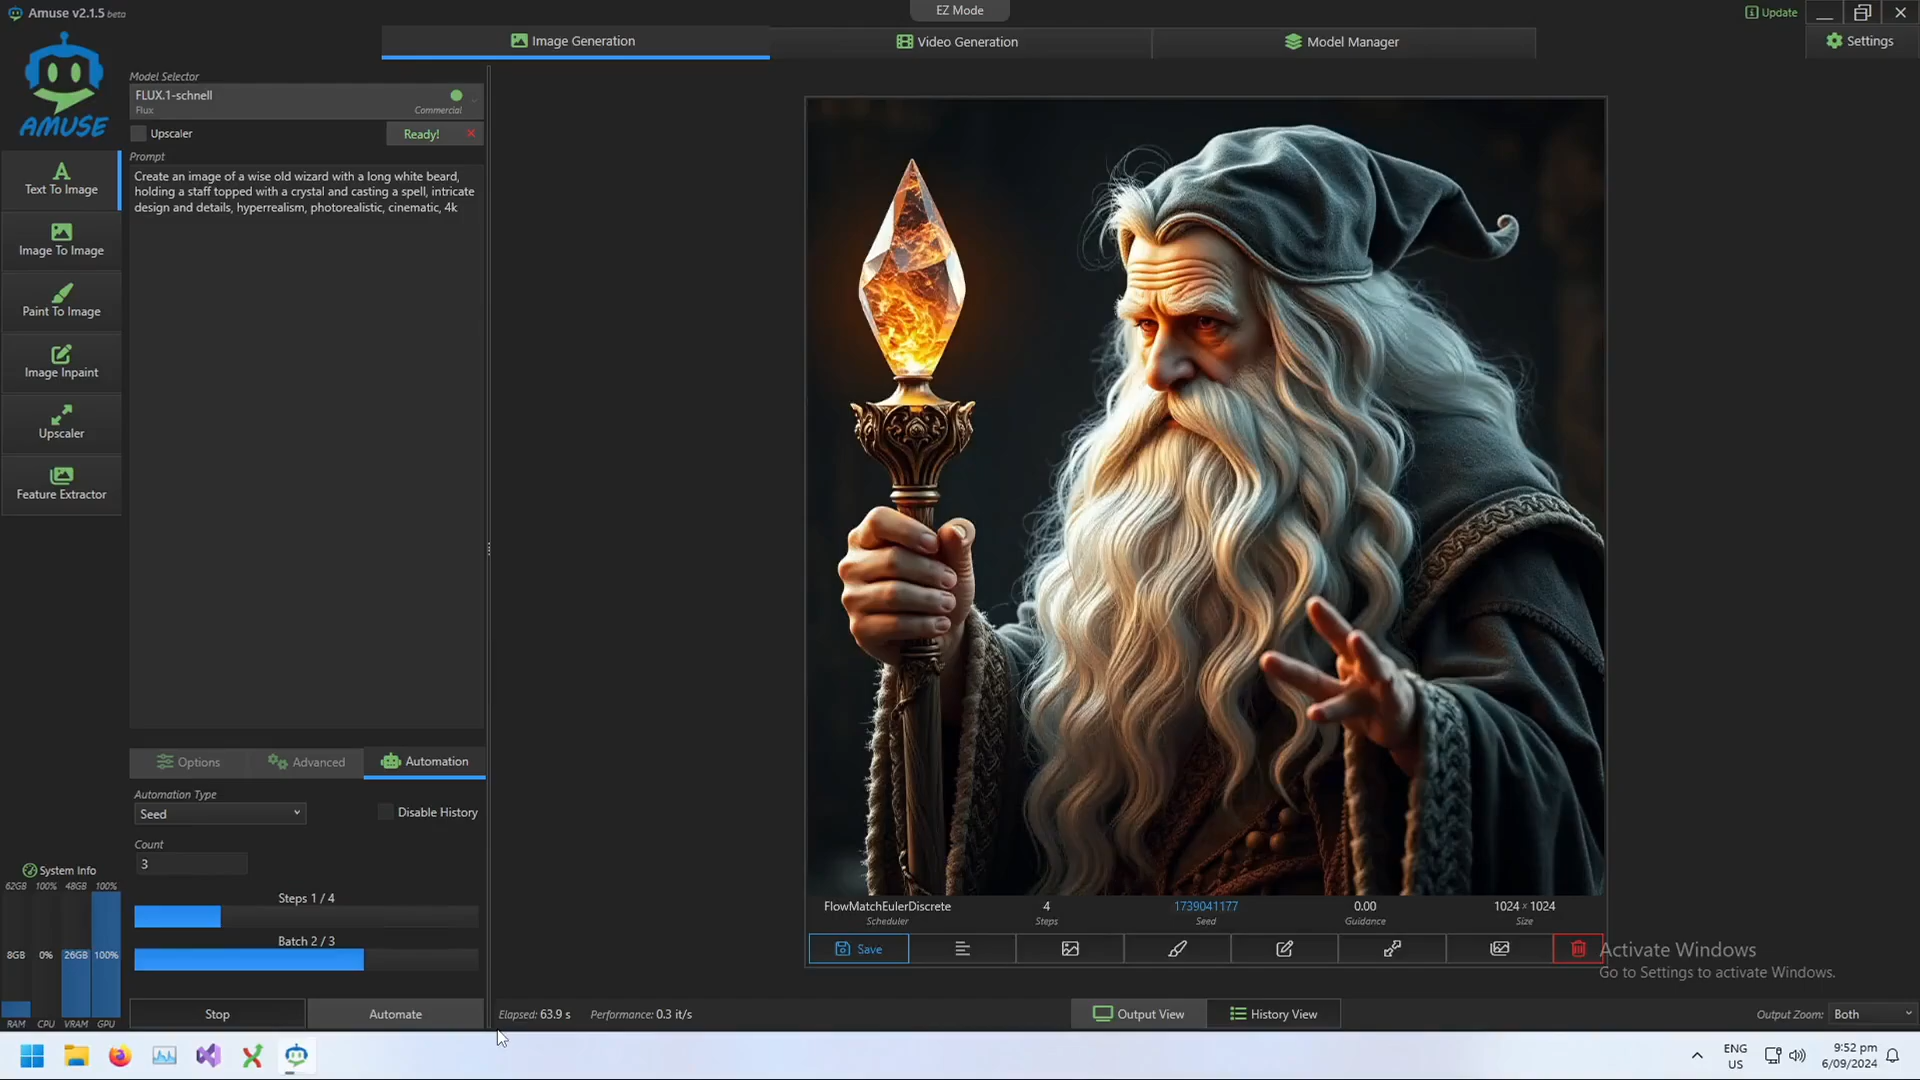 Amuse v2.1.5 beta
EZ Mode
Update
Image Generation
Video Generation
Model Manager
Settings
AMUSE
Model Selector
FLUX.1-schnell
Flux
Commercial
Upscaler
Ready!
Prompt
Create an image of a wise old wizard with a long white beard,
holding a staff topped with a crystal and casting a spell, intricate
design and details, hyperrealism, photorealistic, cinematic, 4k
Text To Image
Image To Image
Paint To Image
Image Inpaint
Upscaler
Feature Extractor
Options
Advanced
Automation
Automation Type
Seed
Disable History
Count
3
Steps 1 / 4
Batch 2 / 3
System Info
62GB 100% 48GB 100%
8GB 0% 26GB 100%
RAM CPU VRAM GPU
Stop
Automate
FlowMatchEulerDiscrete
Scheduler
4
Steps
1739041177
Seed
0.00
Guidance
1024 × 1024
Size
Save
Activate Windows
Go to Settings to activate Windows.
Elapsed: 63.9 s
Performance: 0.3 it/s
Output View
History View
Output Zoom: Both
ENG
US
9:52 pm
6/09/2024